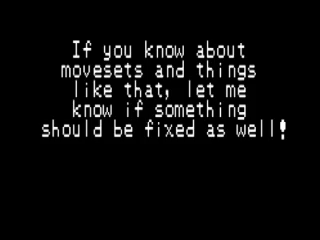 If you know about
movesets and things
like that, let me
know if something
should be fixed as well!